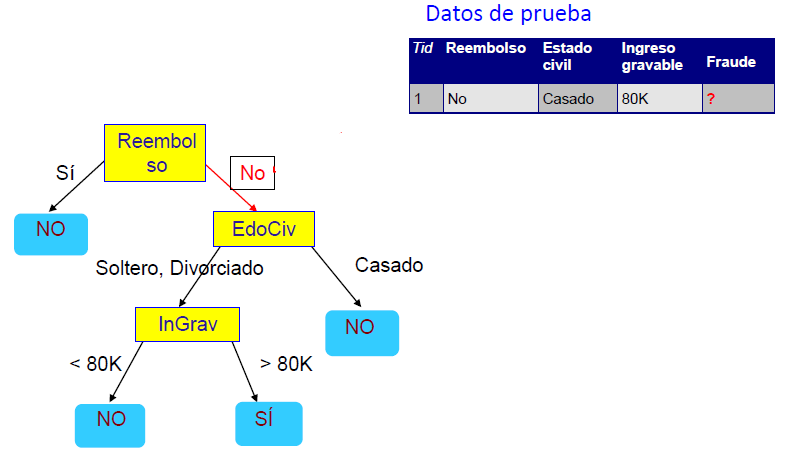 Datos de prueba
Tid Reembolso Estado civil Ingreso gravable Fraude
1 No Casado 80K ?
Reembol
so
Sí
No
NO
EdoCiv
Soltero, Divorciado
Casado
InGrav
NO
< 80K
> 80K
NO
SÍ